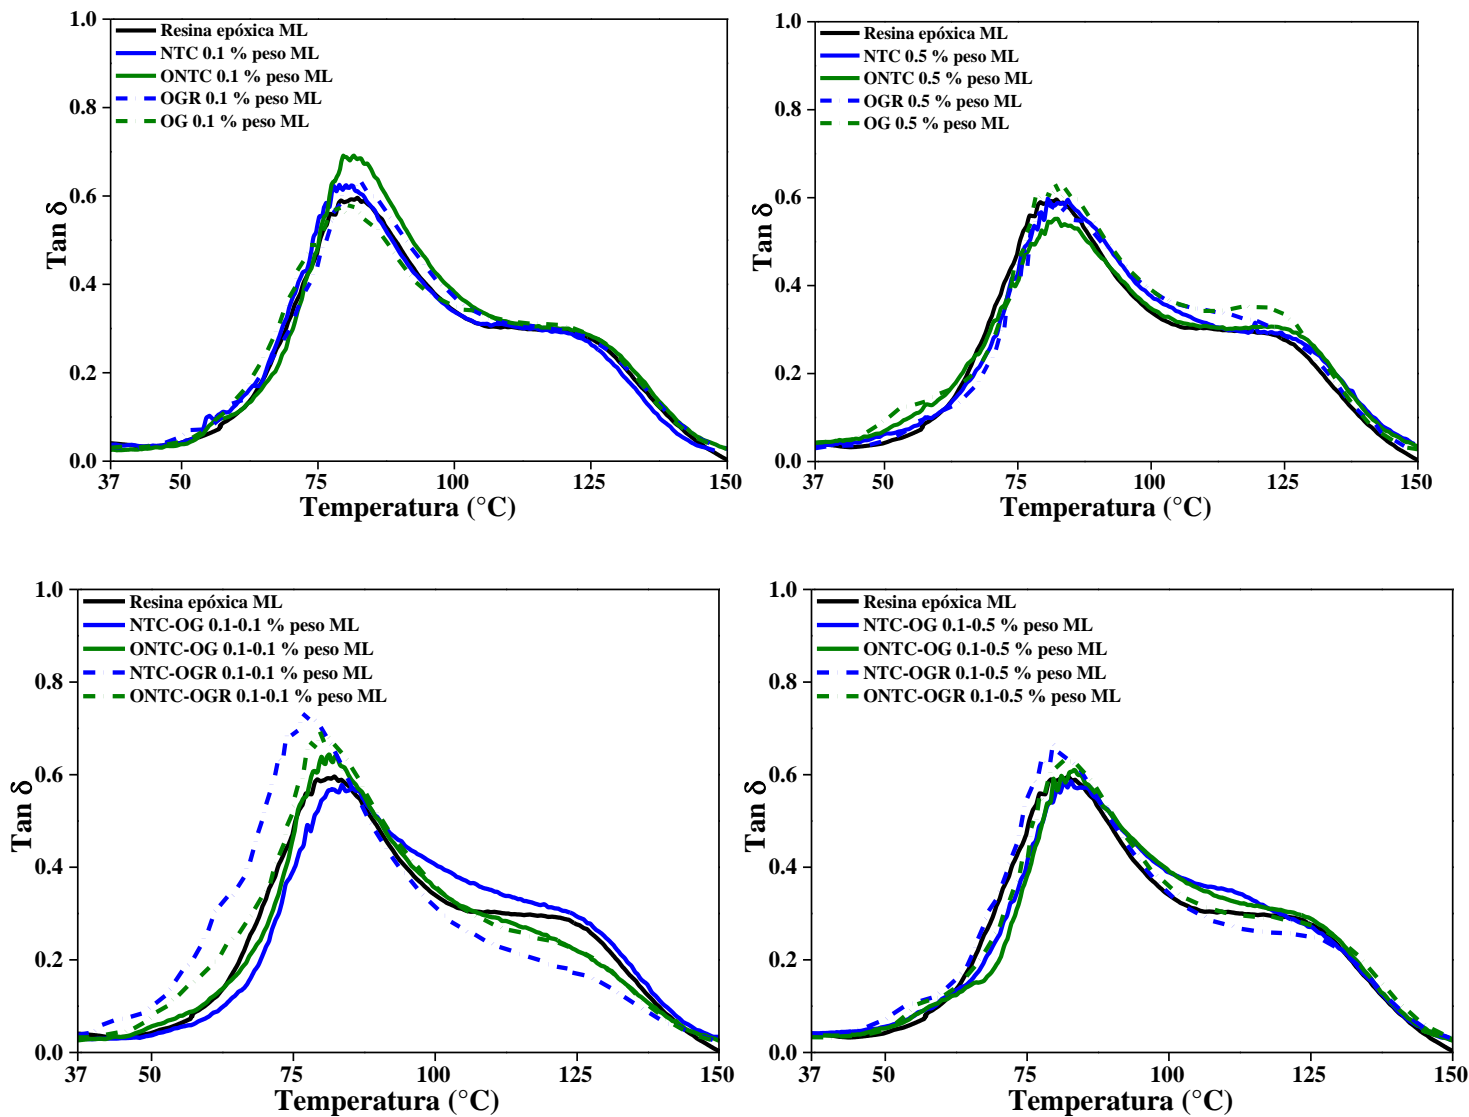 1.0
0.8
0.6
0.4
0.2
0.0
Tan δ
Resina epóxica ML
NTC 0.1 % peso ML
ONTC 0.1 % peso ML
OGR 0.1 % peso ML
OG 0.1 % peso ML
37 50 75 100 125 150
Temperatura (°C)
1.0
0.8
0.6
0.4
0.2
0.0
Tan δ
Resina epóxica ML
NTC 0.5 % peso ML
ONTC 0.5 % peso ML
OGR 0.5 % peso ML
OG 0.5 % peso ML
37 50 75 100 125 150
Temperatura (°C)
1.0
0.8
0.6
0.4
0.2
0.0
Tan δ
Resina epóxica ML
NTC-OG 0.1-0.1 % peso ML
ONTC-OG 0.1-0.1 % peso ML
NTC-OGR 0.1-0.1 % peso ML
ONTC-OGR 0.1-0.1 % peso ML
37 50 75 100 125 150
Temperatura (°C)
1.0
0.8
0.6
0.4
0.2
0.0
Tan δ
Resina epóxica ML
NTC-OG 0.1-0.5 % peso ML
ONTC-OG 0.1-0.5 % peso ML
NTC-OGR 0.1-0.5 % peso ML
ONTC-OGR 0.1-0.5 % peso ML
37 50 75 100 125 150
Temperatura (°C)